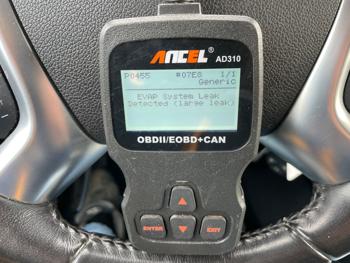 ANCEL
AD310
P0455 #07E8 1/1
Generic
EVAP System Leak
Detected (large leak)
OBDII/EOBD+CAN
ENTER
EXIT